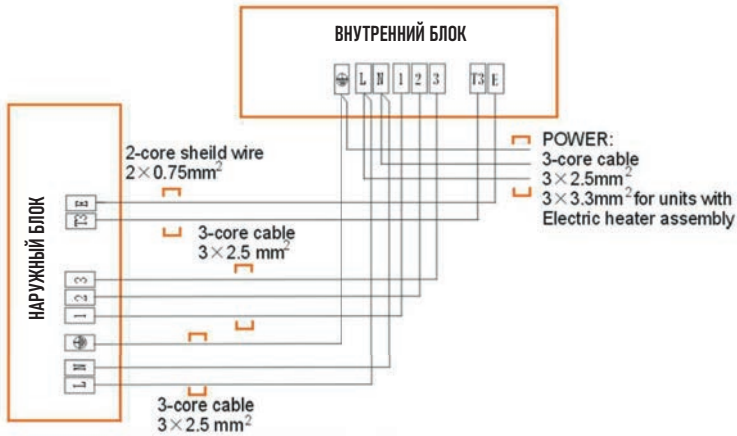 ВНУТРЕННИЙ БЛОК
⏚ L N 1 2 3 T3 E
POWER:
3-core cable
3×2.5mm²
3×3.3mm² for units with
Electric heater assembly
2-core sheild wire
2×0.75mm²
3-core cable
3×2.5 mm²
НАРУЖНЫЙ БЛОК
E
T3
3
2
1
⏚
N
L
3-core cable
3×2.5 mm²